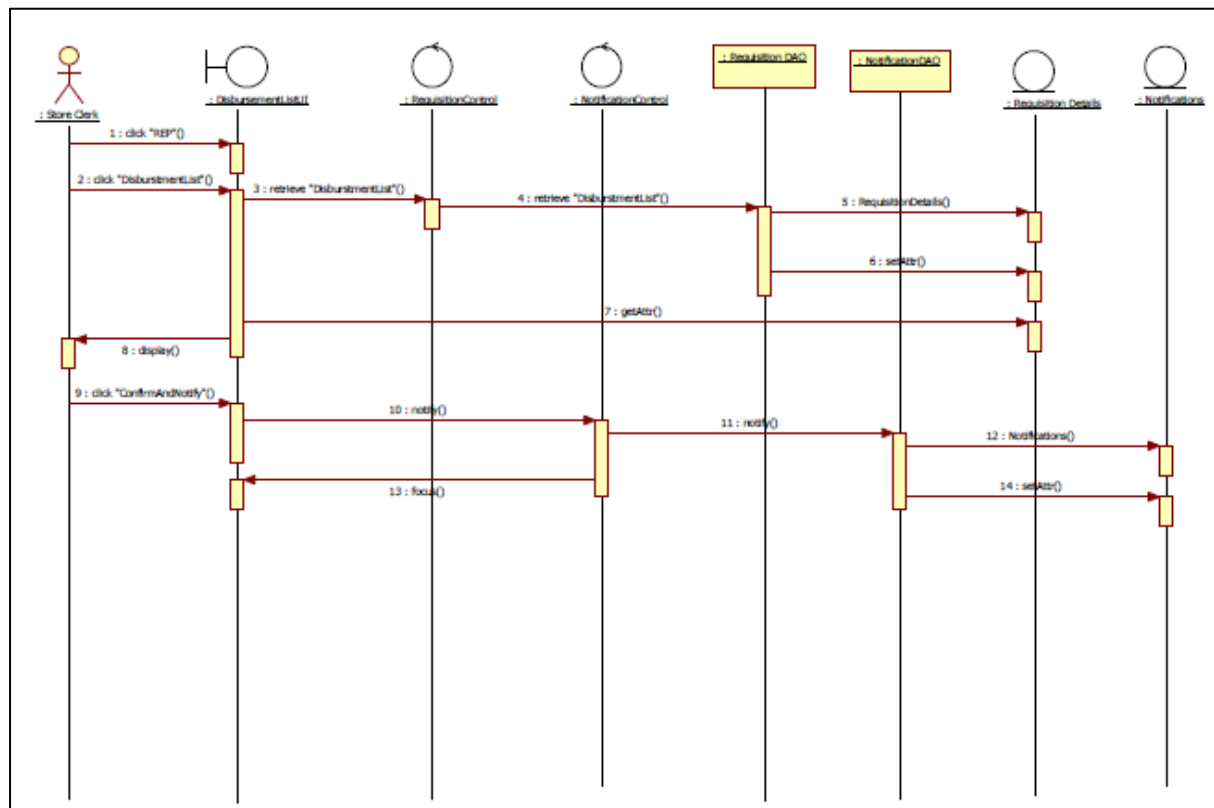 : Store Clerk
: DisbursementListUI
: RequisitionControl
: NotificationControl
: Requisition DAO
: NotificationDAO
: Requisition Details
: Notifications
1 : click "REP"()
2 : click "DisburstmentList"()
3 : retrieve "DisburstmentList"()
4 : retrieve "DisburstmentList"()
5 : RequisitionDetails()
6 : setAttr()
7 : getAttr()
8 : display()
9 : click "ConfirmAndNotify"()
10 : notify()
11 : notify()
12 : Notifications()
13 : focus()
14 : setAttr()